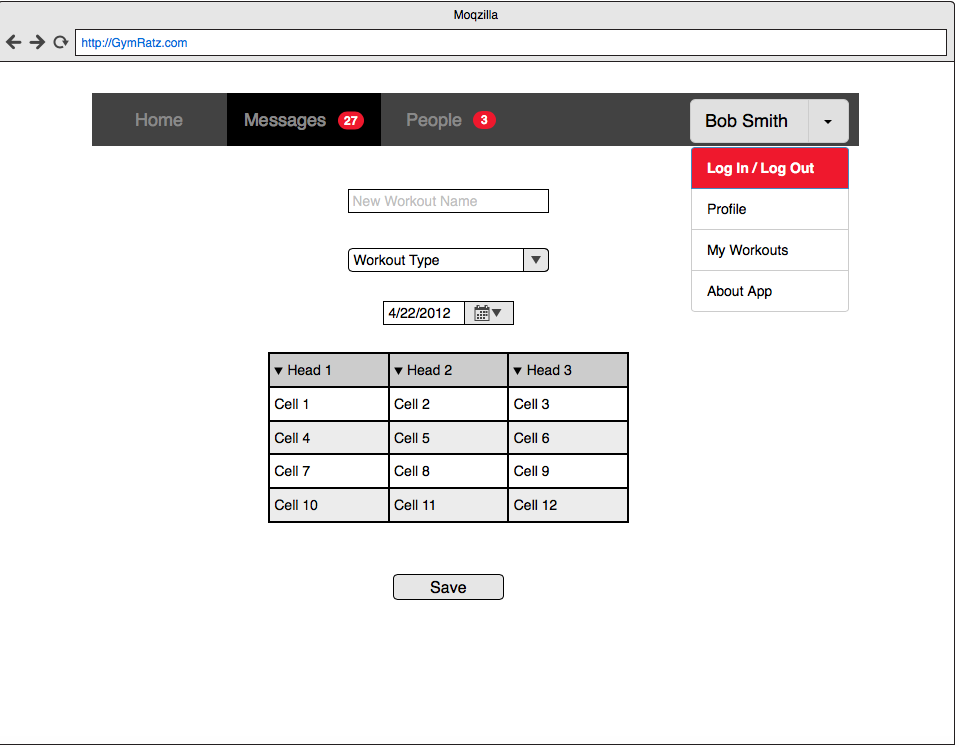 Moqzilla
http://GymRatz.com
Home Messages 27 People 3 Bob Smith
Log In / Log Out
Profile
My Workouts
About App
New Workout Name
Workout Type
4/22/2012
Head 1 Head 2 Head 3
Cell 1 Cell 2 Cell 3
Cell 4 Cell 5 Cell 6
Cell 7 Cell 8 Cell 9
Cell 10 Cell 11 Cell 12
Save